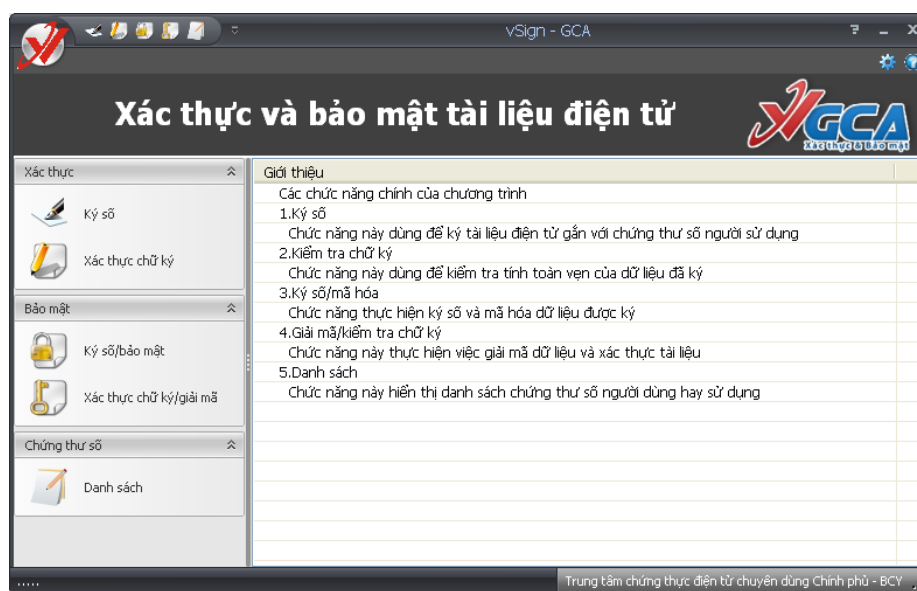 vSign - GCA
Xác thực và bảo mật tài liệu điện tử
GCA
Xác thực & Bảo mật
Xác thực
Ký số
Xác thực chữ ký
Bảo mật
Ký số/bảo mật
Xác thực chữ ký/giải mã
Chứng thư số
Danh sách
Giới thiệu
Các chức năng chính của chương trình
1.Ký số
Chức năng này dùng để ký tài liệu điện tử gắn với chứng thư số người sử dụng
2.Kiểm tra chữ ký
Chức năng này dùng để kiểm tra tính toàn vẹn của dữ liệu đã ký
3.Ký số/mã hóa
Chức năng thực hiện ký số và mã hóa dữ liệu được ký
4.Giải mã/kiểm tra chữ ký
Chức năng này thực hiện việc giải mã dữ liệu và xác thực tài liệu
5.Danh sách
Chức năng này hiển thị danh sách chứng thư số người dùng hay sử dụng
.....
Trung tâm chứng thực điện tử chuyên dùng Chính phủ - BCY